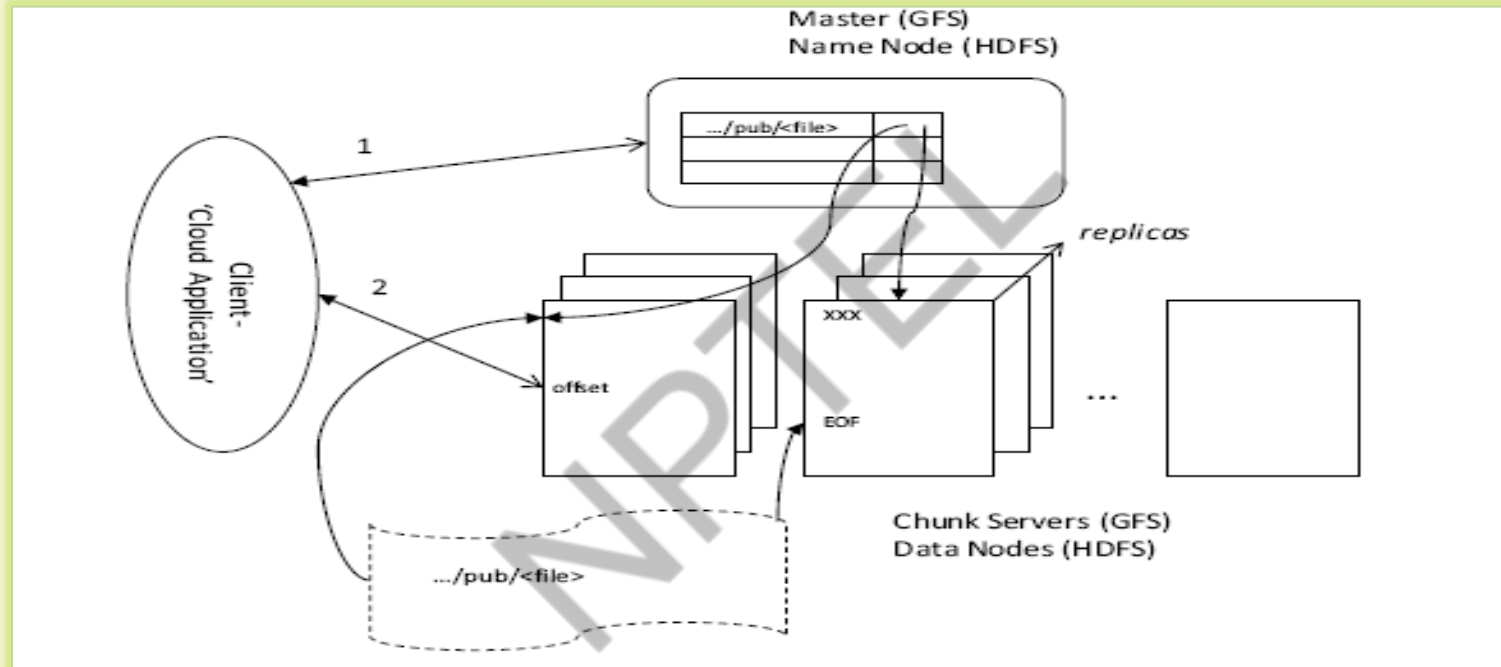 Master (GFS)
Name Node (HDFS)
.../pub/<file>
1
Client-
'Cloud Application'
replicas
2
xxx
offset
...
EOF
Chunk Servers (GFS)
Data Nodes (HDFS)
.../pub/<file>
NPTEL